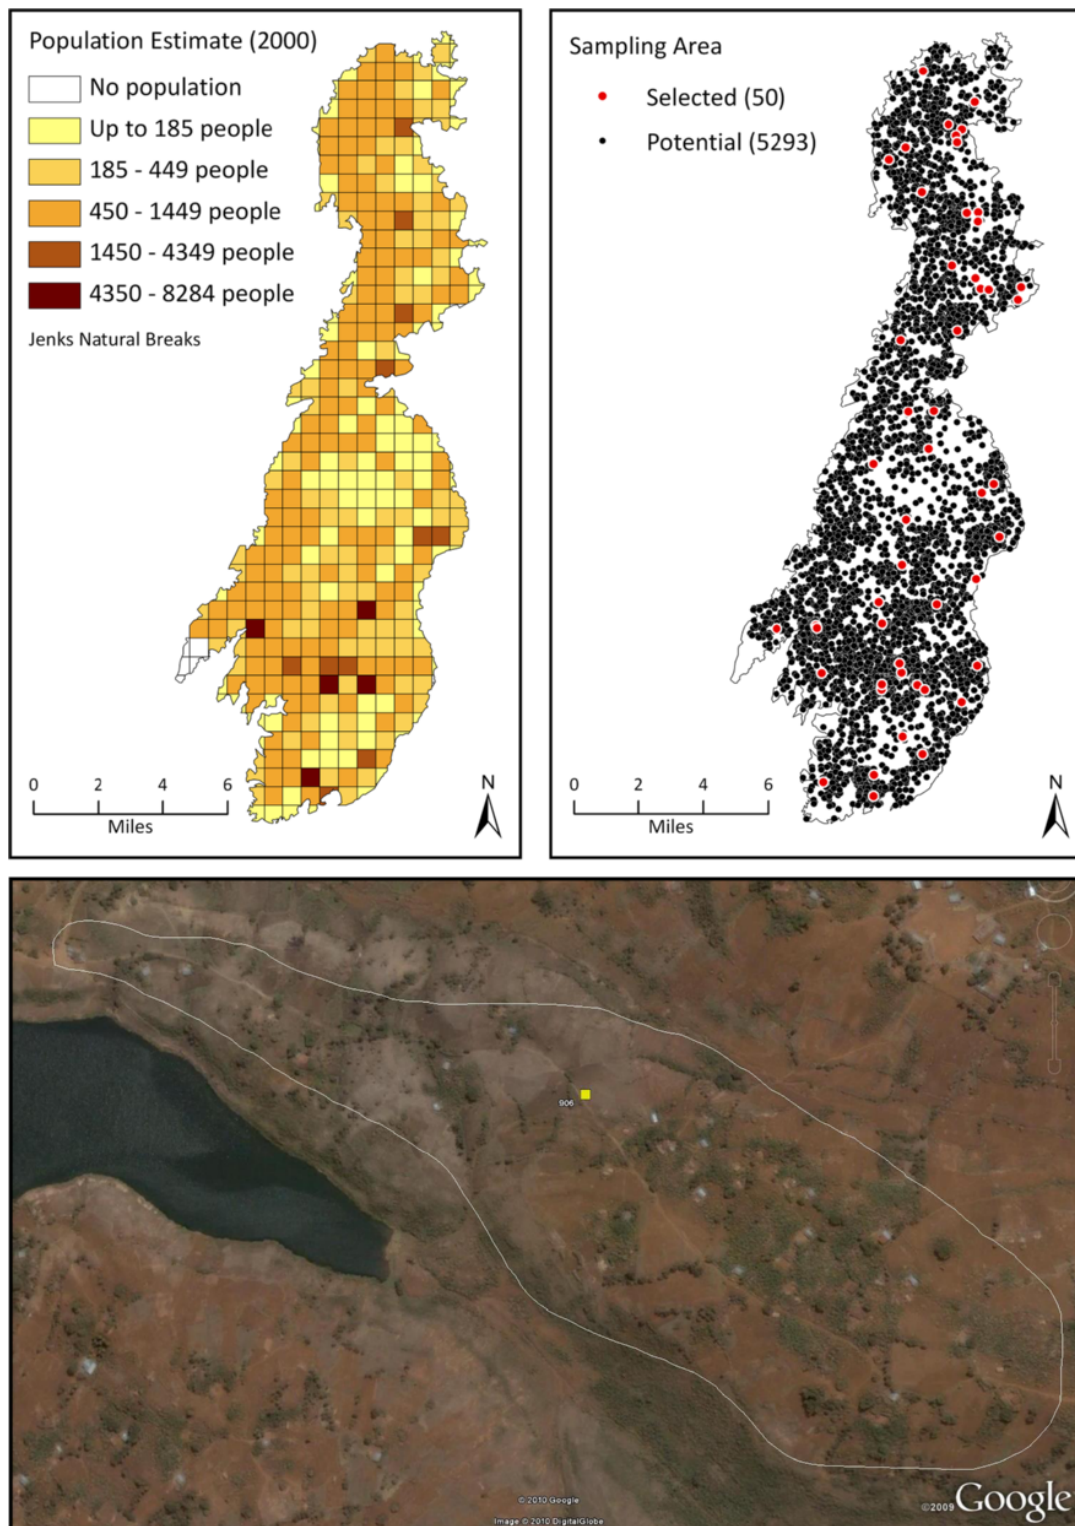 Population Estimate (2000)
No population
Up to 185 people
185 - 449 people
450 - 1449 people
1450 - 4349 people
4350 - 8284 people
Jenks Natural Breaks
0 2 4 6
Miles
N
Sampling Area
Selected (50)
Potential (5293)
0 2 4 6
Miles
N
906
© 2010 Google
Image © 2010 DigitalGlobe
©2009 Google